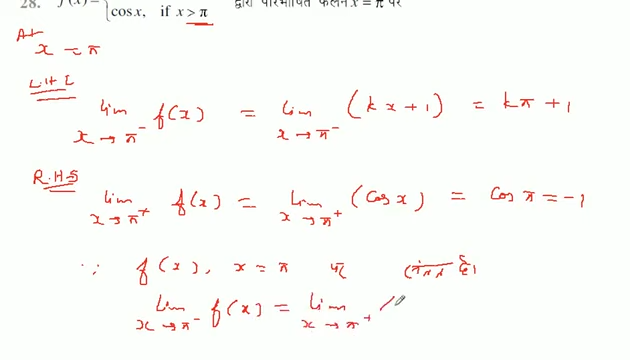 28. f(x) = { cos x, if x > π द्वारा परिभाषित फलन x = π पर
At x = π
L.H.L
lim x→π⁻ f(x) = lim x→π⁻ (kx + 1) = kπ + 1
R.H.S
lim x→π⁺ f(x) = lim x→π⁺ (cos x) = cos π = -1
∵ f(x), x = π पर
lim x→π⁻ f(x) = lim x→π⁺